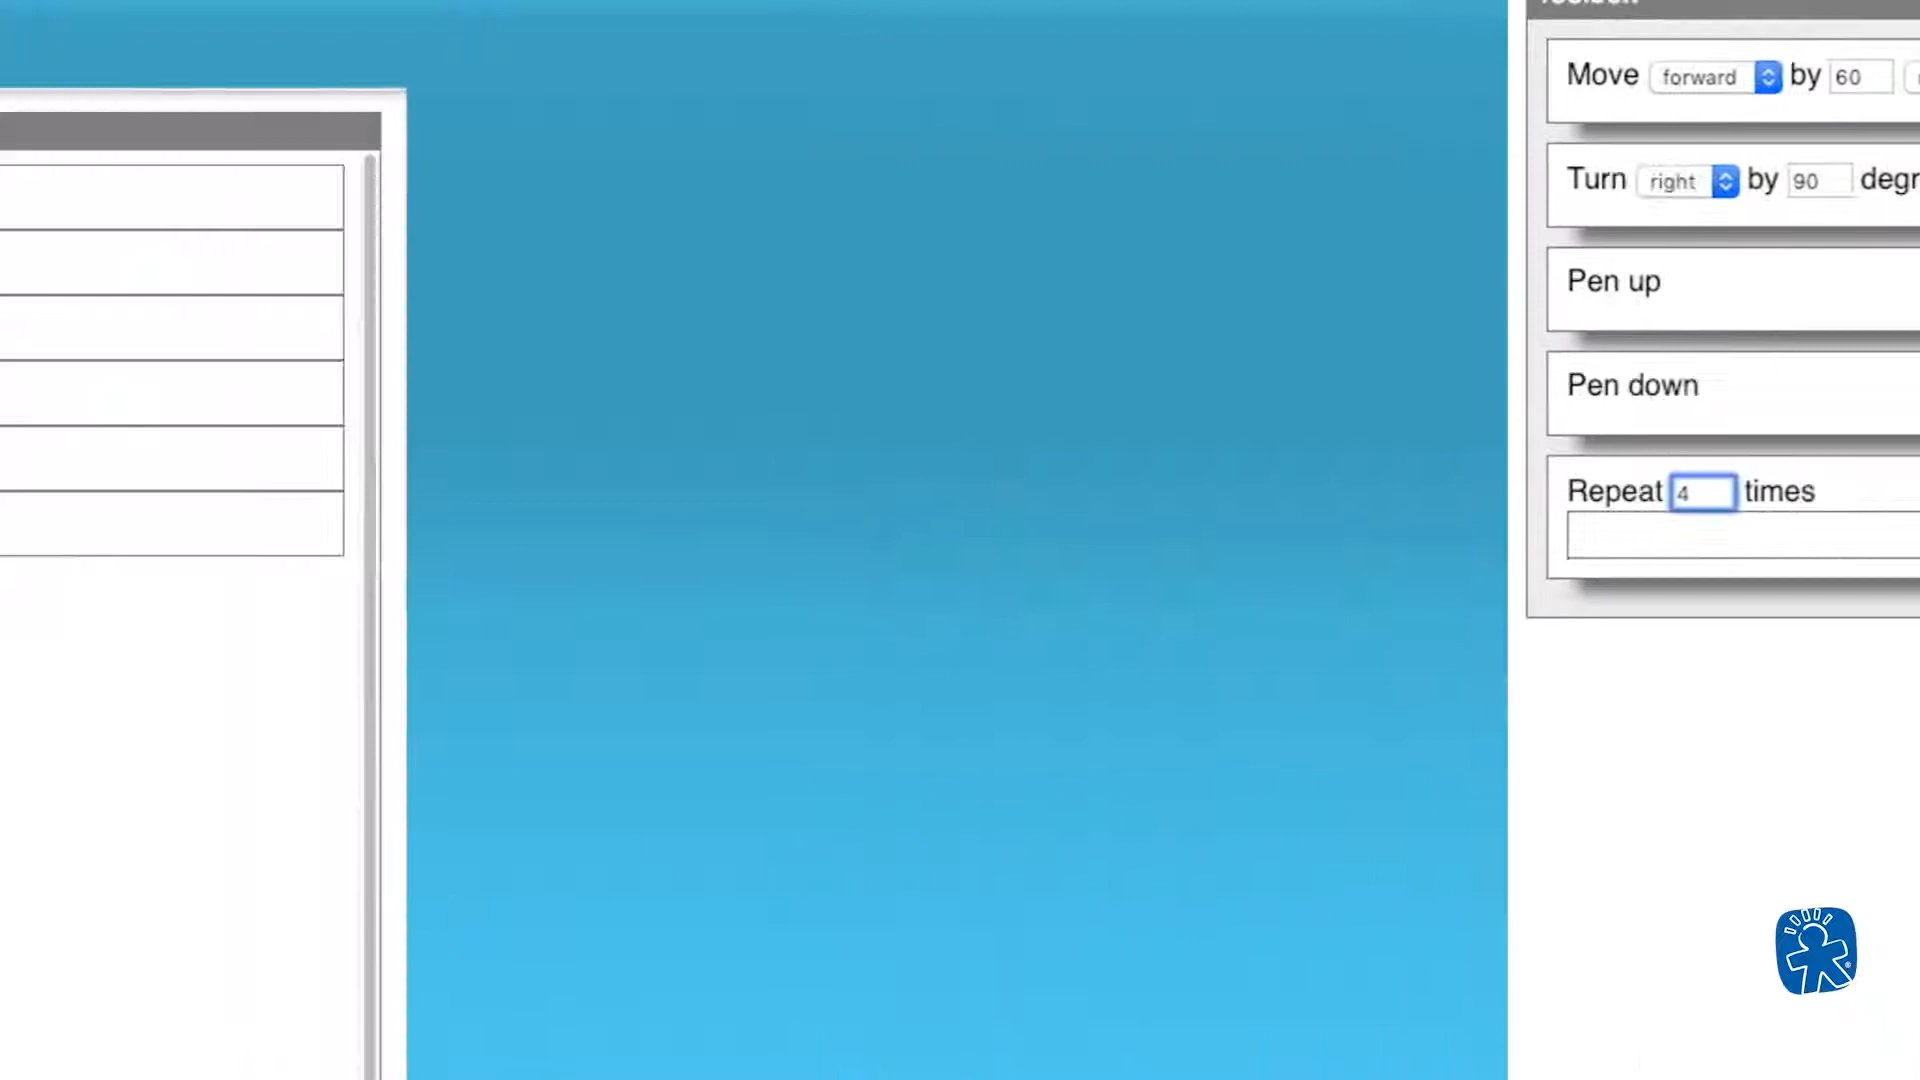 Move forward by 60
Turn right by 90 degr
Pen up
Pen down
Repeat 4 times